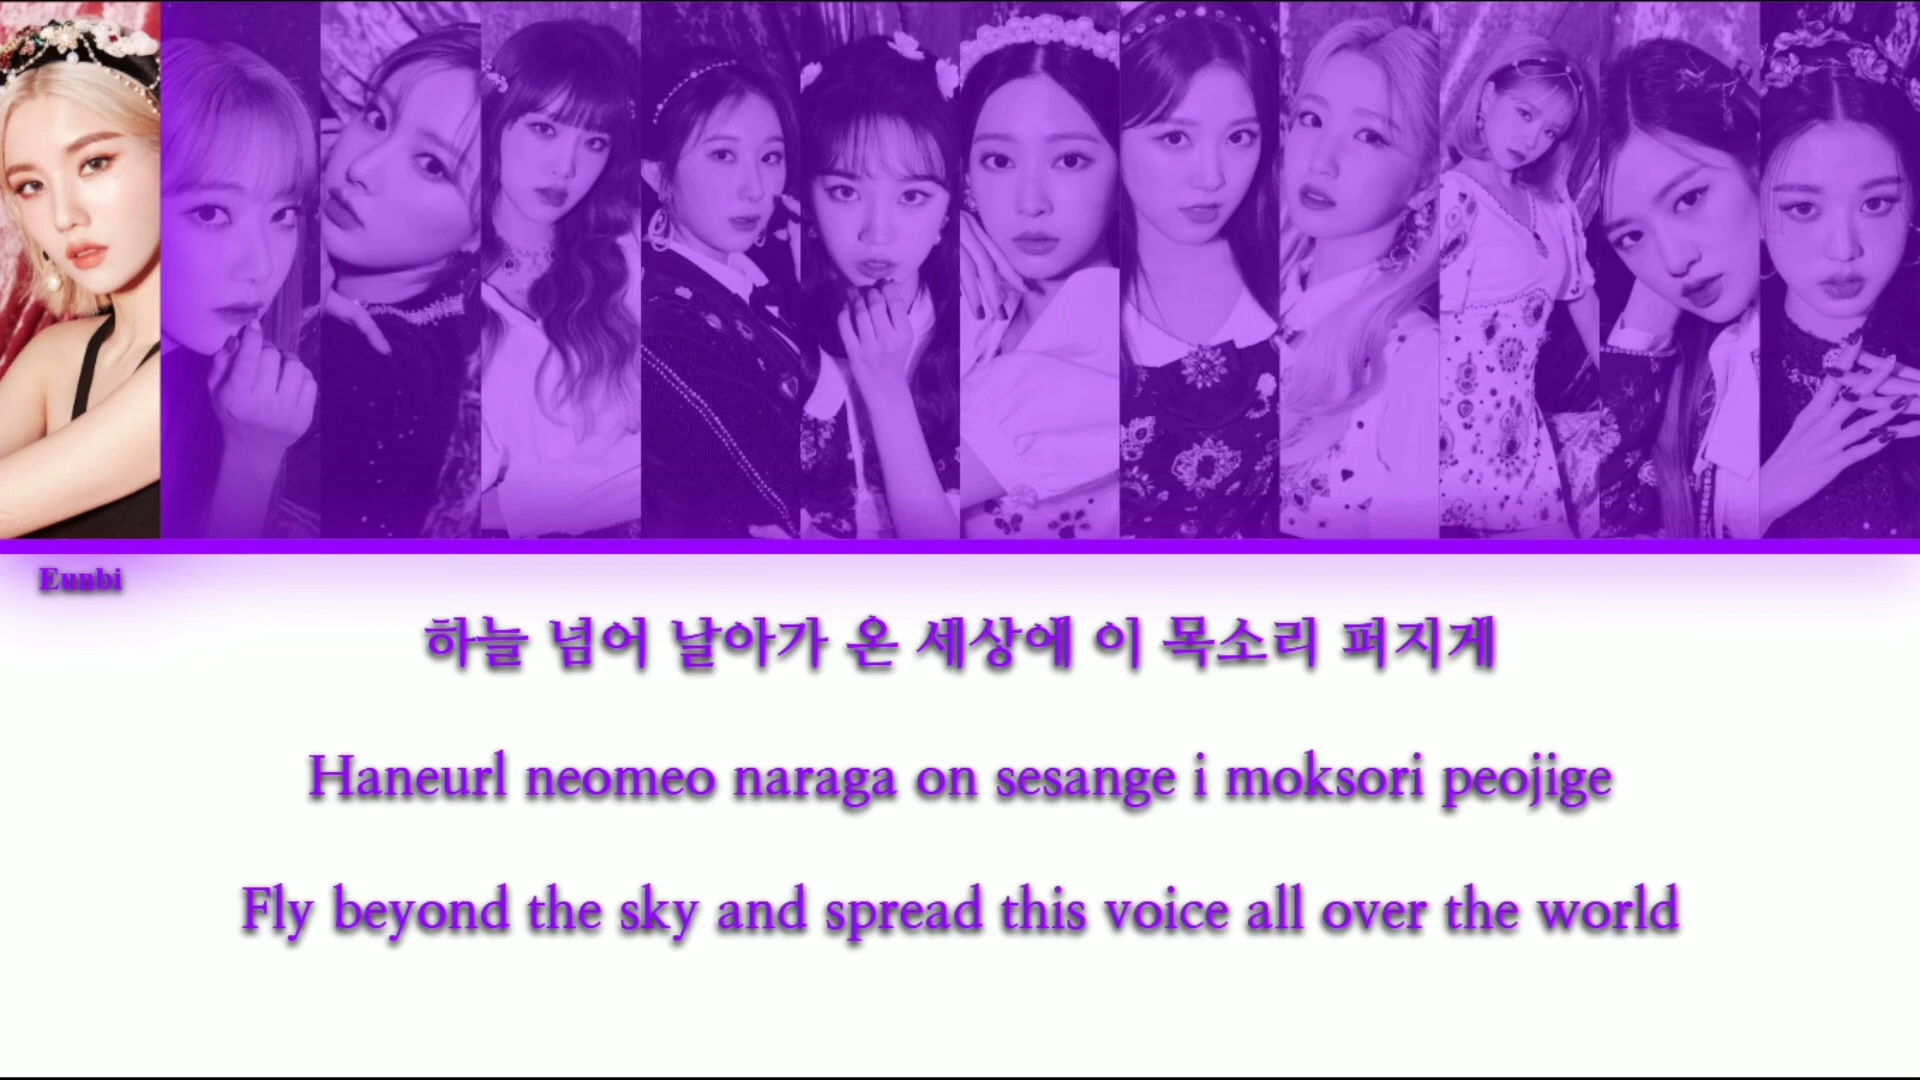 Eunbi
하늘 넘어 날아가 온 세상에 이 목소리 퍼지게
Haneurl neomeo naraga on sesange i moksori peojige
Fly beyond the sky and spread this voice all over the world